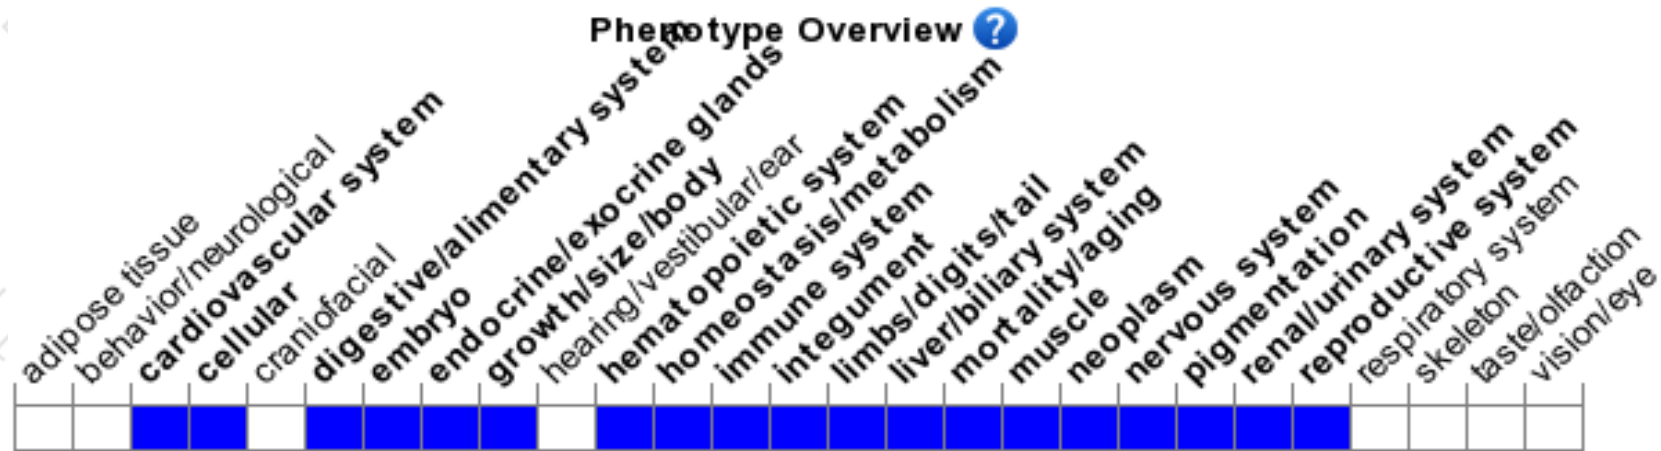 Phenotype Overview ?
adipose tissue
behavior/neurological
cardiovascular system
cellular
craniofacial
digestive/alimentary system
embryo
endocrine/exocrine glands
growth/size/body
hearing/vestibular/ear
hematopoietic system
homeostasis/metabolism
immune system
integument
limbs/digits/tail
liver/biliary system
mortality/aging
muscle
neoplasm
nervous system
pigmentation
renal/urinary system
reproductive system
respiratory system
skeleton
taste/olfaction
vision/eye